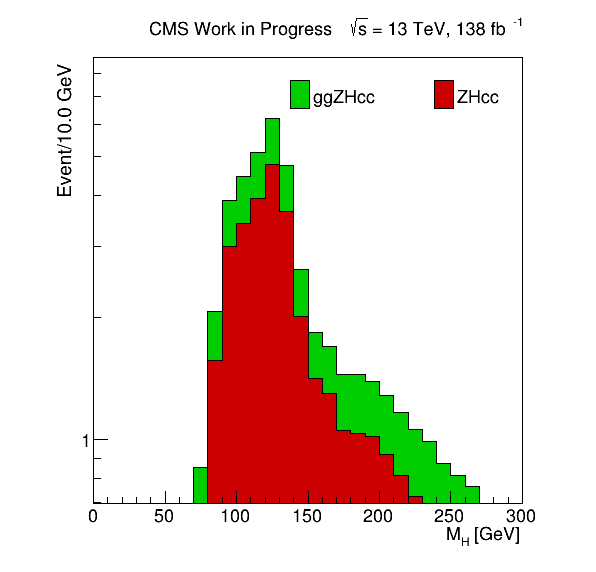 CMS Work in Progress √s = 13 TeV, 138 fb -1
Event/10.0 GeV
ggZHcc ZHcc
1
0 50 100 150 200 250 300
M_H [GeV]